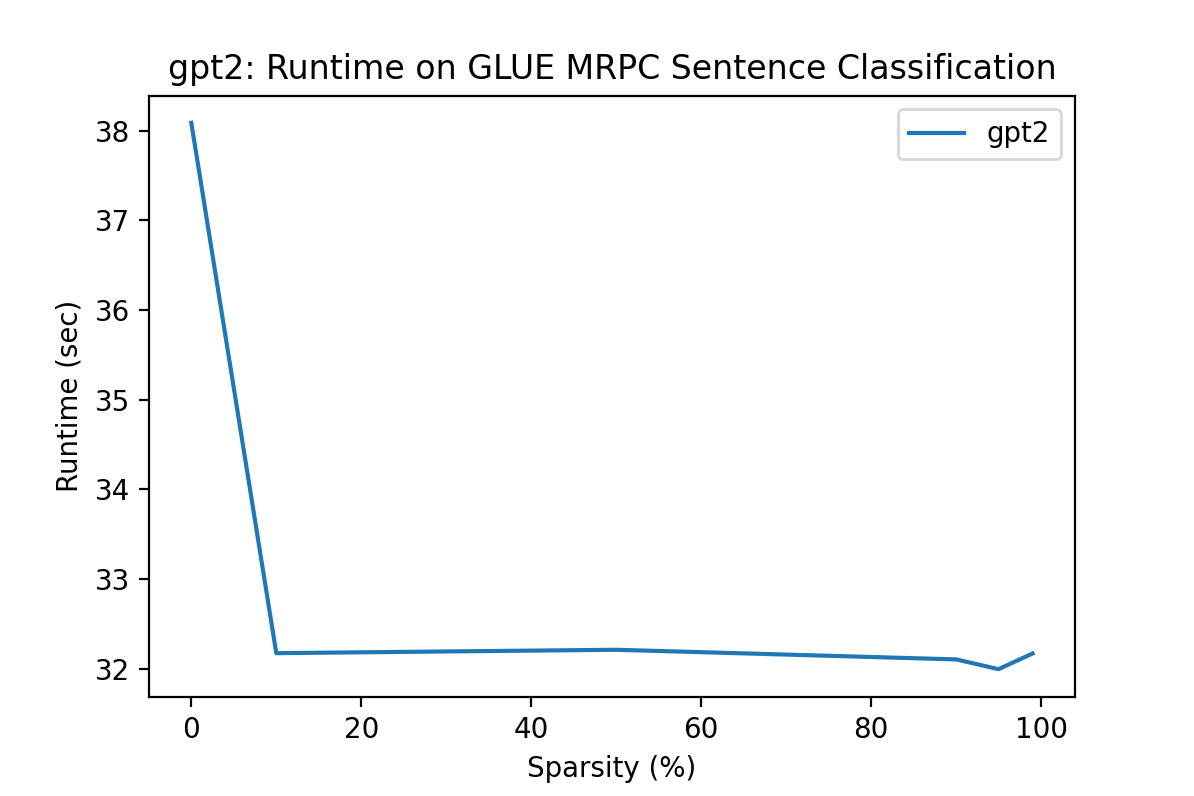 gpt2: Runtime on GLUE MRPC Sentence Classification
gpt2
38
37
36
35
34
33
32
Runtime (sec)
0 20 40 60 80 100
Sparsity (%)